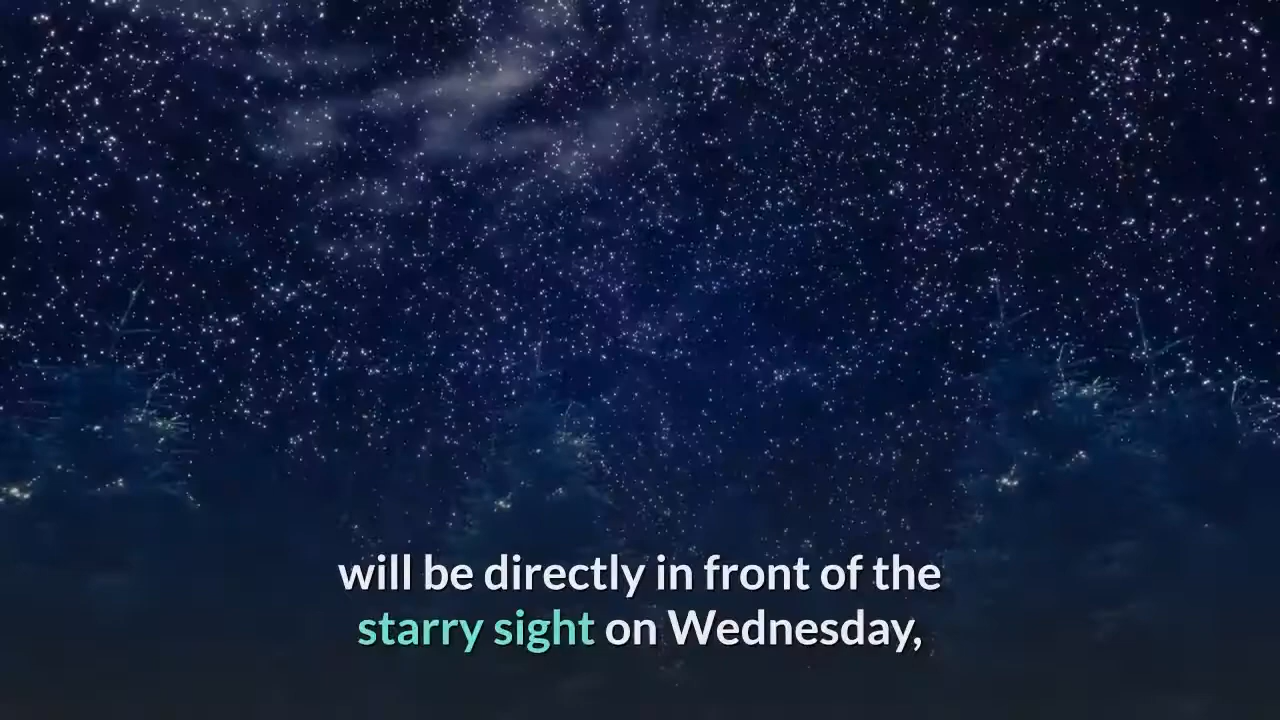 will be directly in front of the
starry sight on Wednesday,